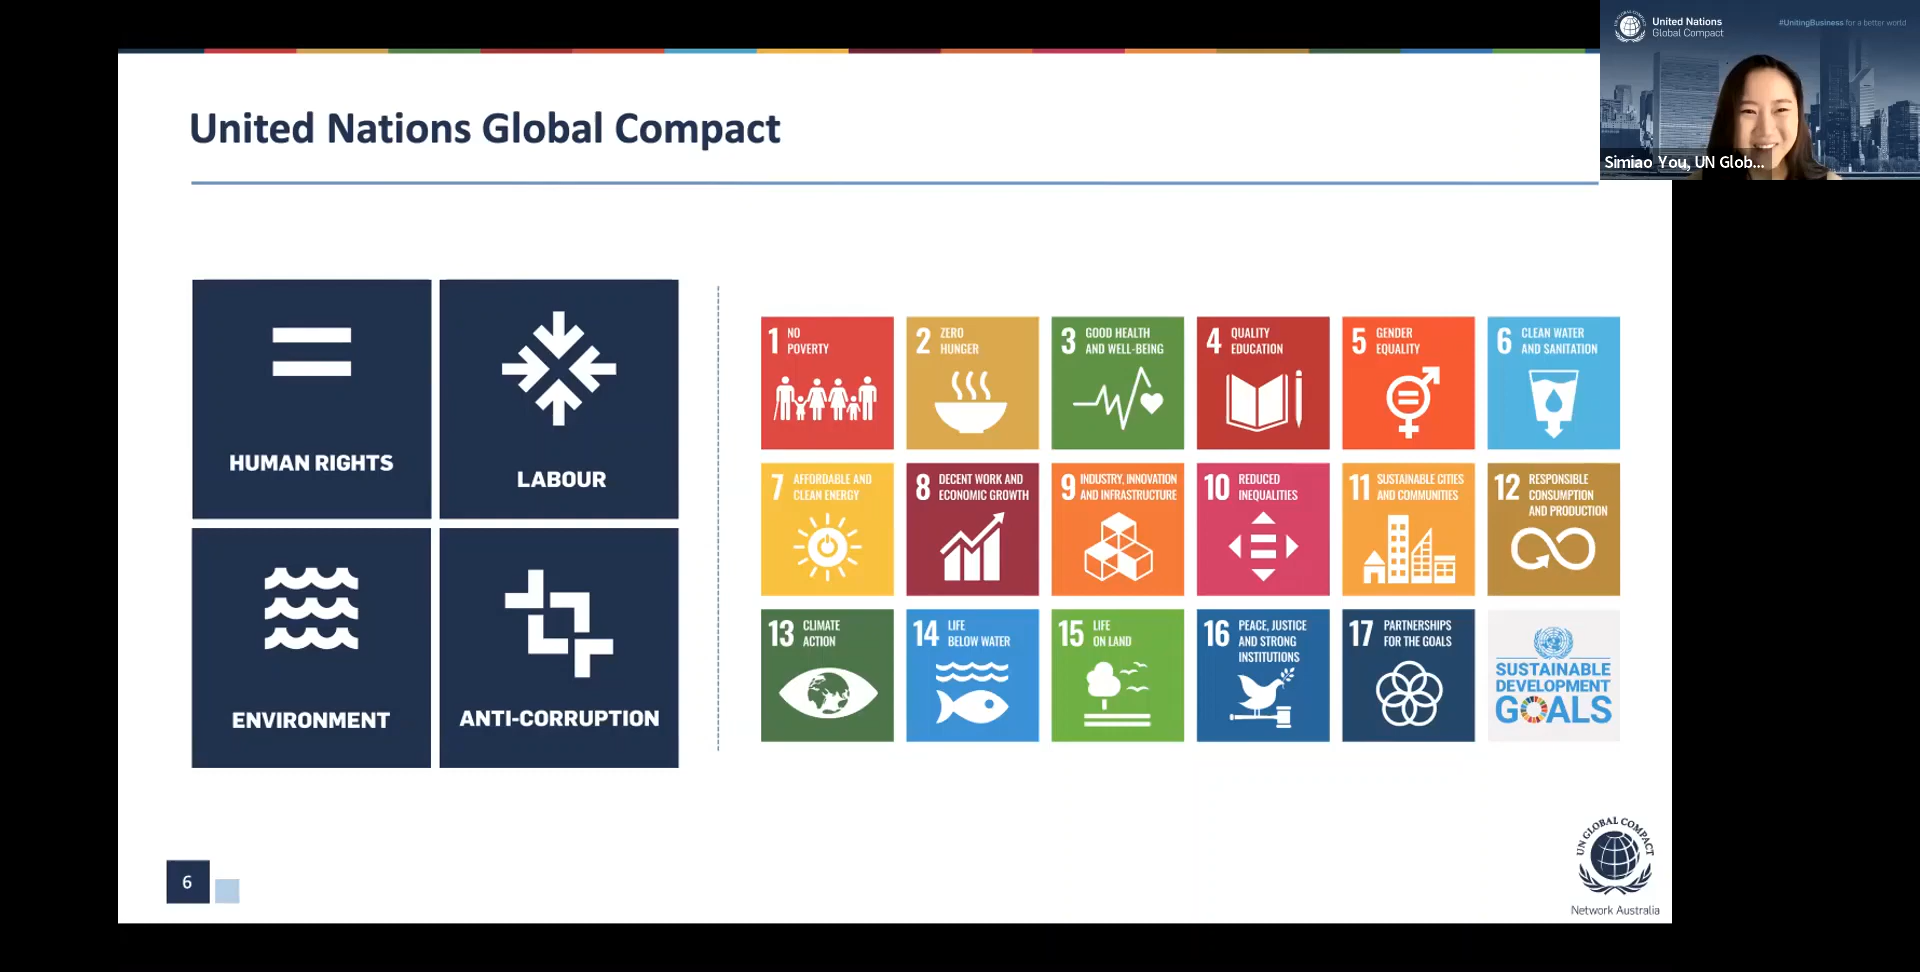 United Nations
Global Compact
#UnitingBusiness for a better world
Simiao You, UN Glob...
United Nations Global Compact
HUMAN RIGHTS
LABOUR
ENVIRONMENT
ANTI-CORRUPTION
1 NO
POVERTY
2 ZERO
HUNGER
3 GOOD HEALTH
AND WELL-BEING
4 QUALITY
EDUCATION
5 GENDER
EQUALITY
6 CLEAN WATER
AND SANITATION
7 AFFORDABLE AND
CLEAN ENERGY
8 DECENT WORK AND
ECONOMIC GROWTH
9 INDUSTRY, INNOVATION
AND INFRASTRUCTURE
10 REDUCED
INEQUALITIES
11 SUSTAINABLE CITIES
AND COMMUNITIES
12 RESPONSIBLE
CONSUMPTION
AND PRODUCTION
13 CLIMATE
ACTION
14 LIFE
BELOW WATER
15 LIFE
ON LAND
16 PEACE, JUSTICE
AND STRONG
INSTITUTIONS
17 PARTNERSHIPS
FOR THE GOALS
SUSTAINABLE
DEVELOPMENT
GOALS
6
UN GLOBAL COMPACT
Network Australia